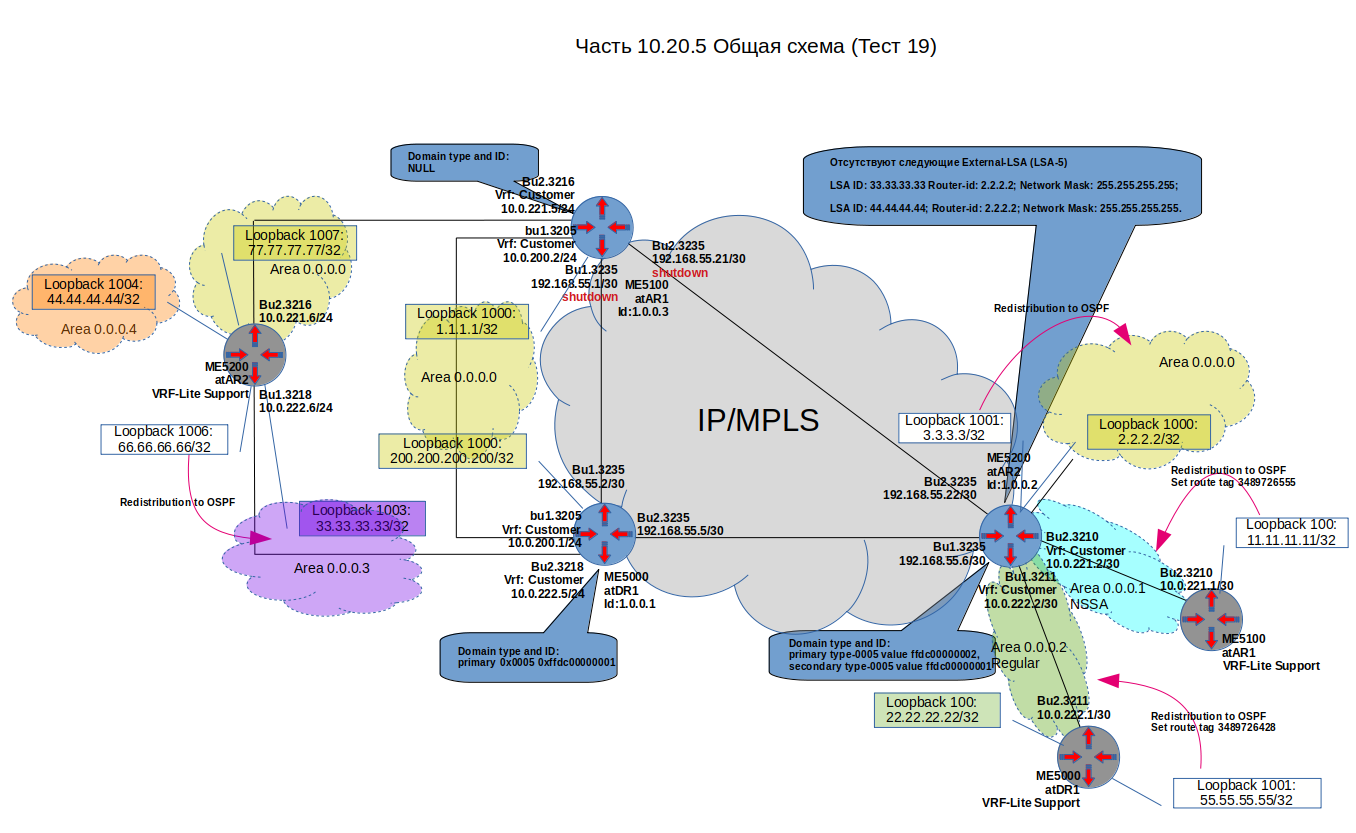 Часть 10.20.5 Общая схема (Тест 19)
Domain type and ID:
NULL
Отсутствуют следующие External-LSA (LSA-5)
LSA ID: 33.33.33.33 Router-id: 2.2.2.2; Network Mask: 255.255.255.255;
LSA ID: 44.44.44.44; Router-id: 2.2.2.2; Network Mask: 255.255.255.255.
Bu2.3216
Vrf: Customer
10.0.221.5/24
bu1.3205
Vrf: Customer
10.0.200.2/24
Bu1.3235
192.168.55.1/30
shutdown
Bu2.3235
192.168.55.21/30
shutdown
ME5100
atAR1
Id:1.0.0.3
Loopback 1007:
77.77.77.77/32
Area 0.0.0.0
Loopback 1004:
44.44.44.44/32
Area 0.0.0.4
Bu2.3216
10.0.221.6/24
ME5200
atAR2
VRF-Lite Support
Bu1.3218
10.0.222.6/24
Loopback 1006:
66.66.66.66/32
Redistribution to OSPF
Loopback 1003:
33.33.33.33/32
Area 0.0.0.3
Loopback 1000:
1.1.1.1/32
Area 0.0.0.0
Loopback 1000:
200.200.200.200/32
IP/MPLS
Bu1.3235
192.168.55.2/30
bu1.3205
Vrf: Customer
10.0.200.1/24
Bu2.3235
192.168.55.5/30
Bu2.3218
Vrf: Customer
10.0.222.5/24
ME5000
atDR1
Id:1.0.0.1
Domain type and ID:
primary 0x0005 0xffdc00000001
Redistribution to OSPF
Loopback 1001:
3.3.3.3/32
Area 0.0.0.0
Loopback 1000:
2.2.2.2/32
ME5200
atAR2
Id:1.0.0.2
Bu2.3235
192.168.55.22/30
Bu1.3235
192.168.55.6/30
Redistribution to OSPF
Set route tag 3489726555
Loopback 100:
11.11.11.11/32
Bu2.3210
Vrf: Customer
10.0.221.2/30
Bu1.3211
Vrf: Customer
10.0.222.2/30
Area 0.0.0.1
NSSA
Bu2.3210
10.0.221.1/30
ME5100
atAR1
VRF-Lite Support
Domain type and ID:
primary type-0005 value ffdc00000002,
secondary type-0005 value ffdc00000001
Area 0.0.0.2
Regular
Loopback 100:
22.22.22.22/32
Bu2.3211
10.0.222.1/30
Redistribution to OSPF
Set route tag 3489726428
ME5000
atDR1
VRF-Lite Support
Loopback 1001:
55.55.55.55/32